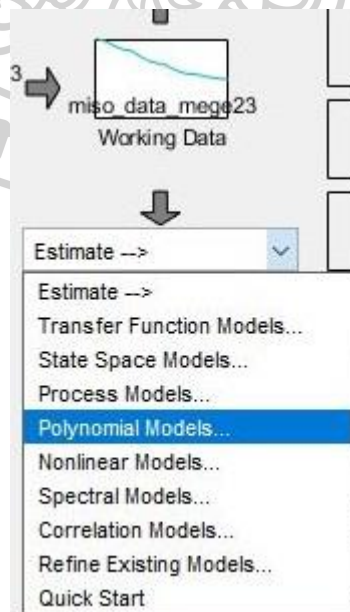 3
miso_data_mege23
Working Data
Estimate -->
Estimate -->
Transfer Function Models...
State Space Models...
Process Models...
Polynomial Models...
Nonlinear Models...
Spectral Models...
Correlation Models...
Refine Existing Models...
Quick Start